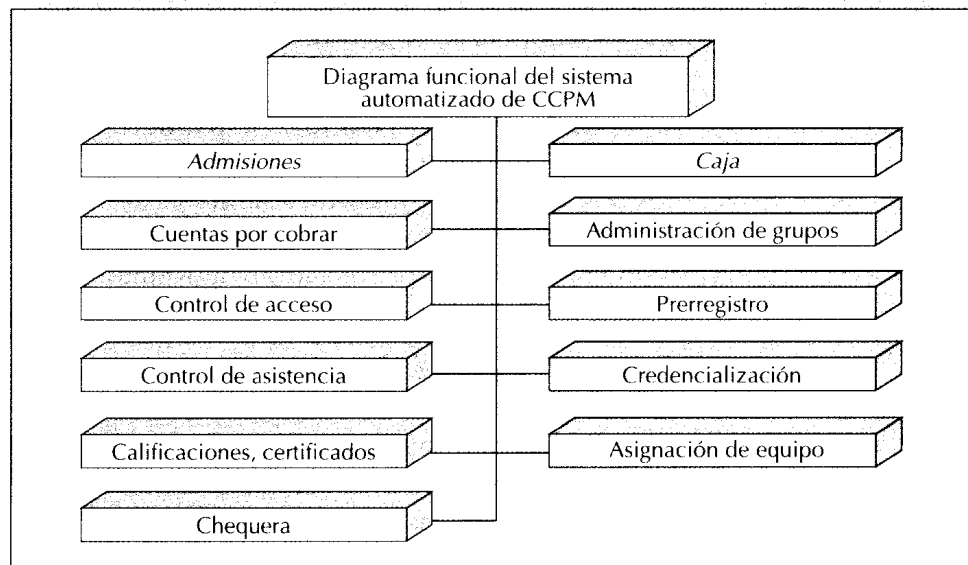 Diagrama funcional del sistema
automatizado de CCPM
Admisiones
Caja
Cuentas por cobrar
Administración de grupos
Control de acceso
Prerregistro
Control de asistencia
Credencialización
Calificaciones, certificados
Asignación de equipo
Chequera